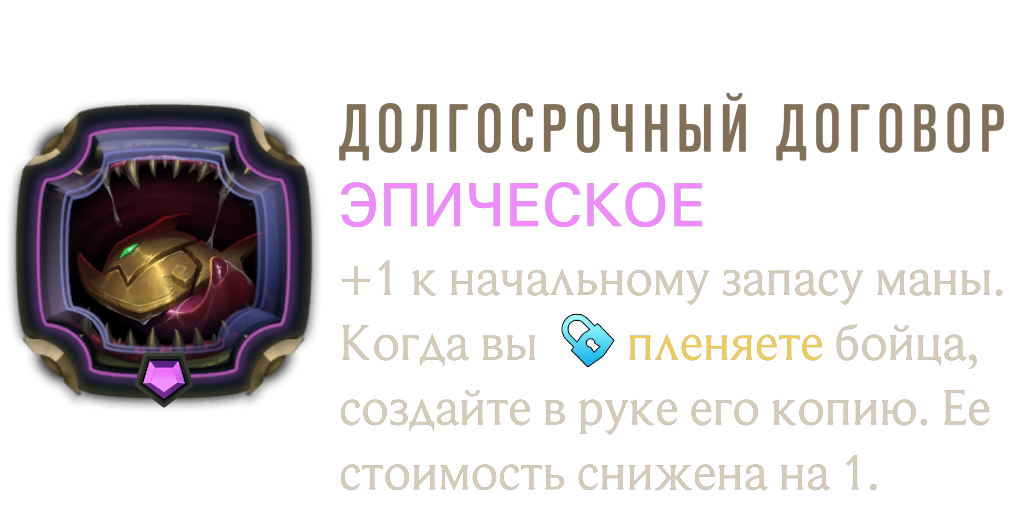 ДОЛГОСРОЧНЫЙ ДОГОВОР
ЭПИЧЕСКОЕ
+1 к начальному запасу маны.
Когда вы пленяете бойца,
создайте в руке его копию. Ее
стоимость снижена на 1.